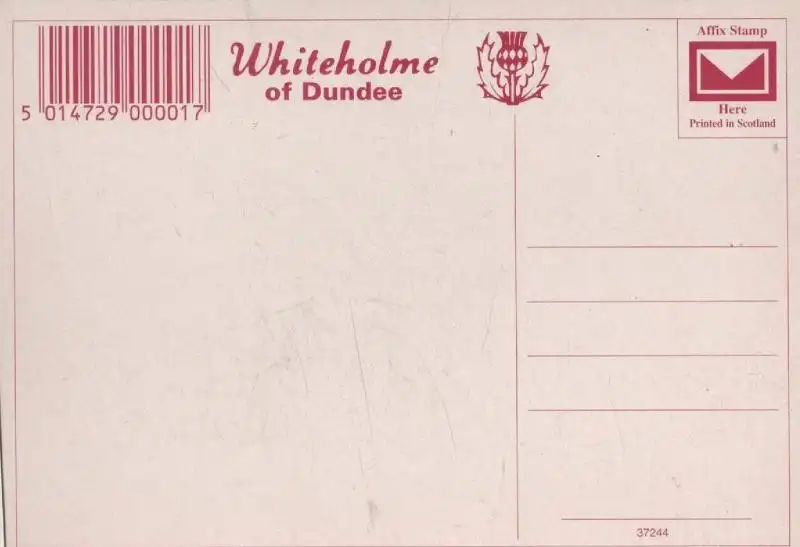 5 014729 000017
Whiteholme
of Dundee
Affix Stamp
Here
Printed in Scotland
37244